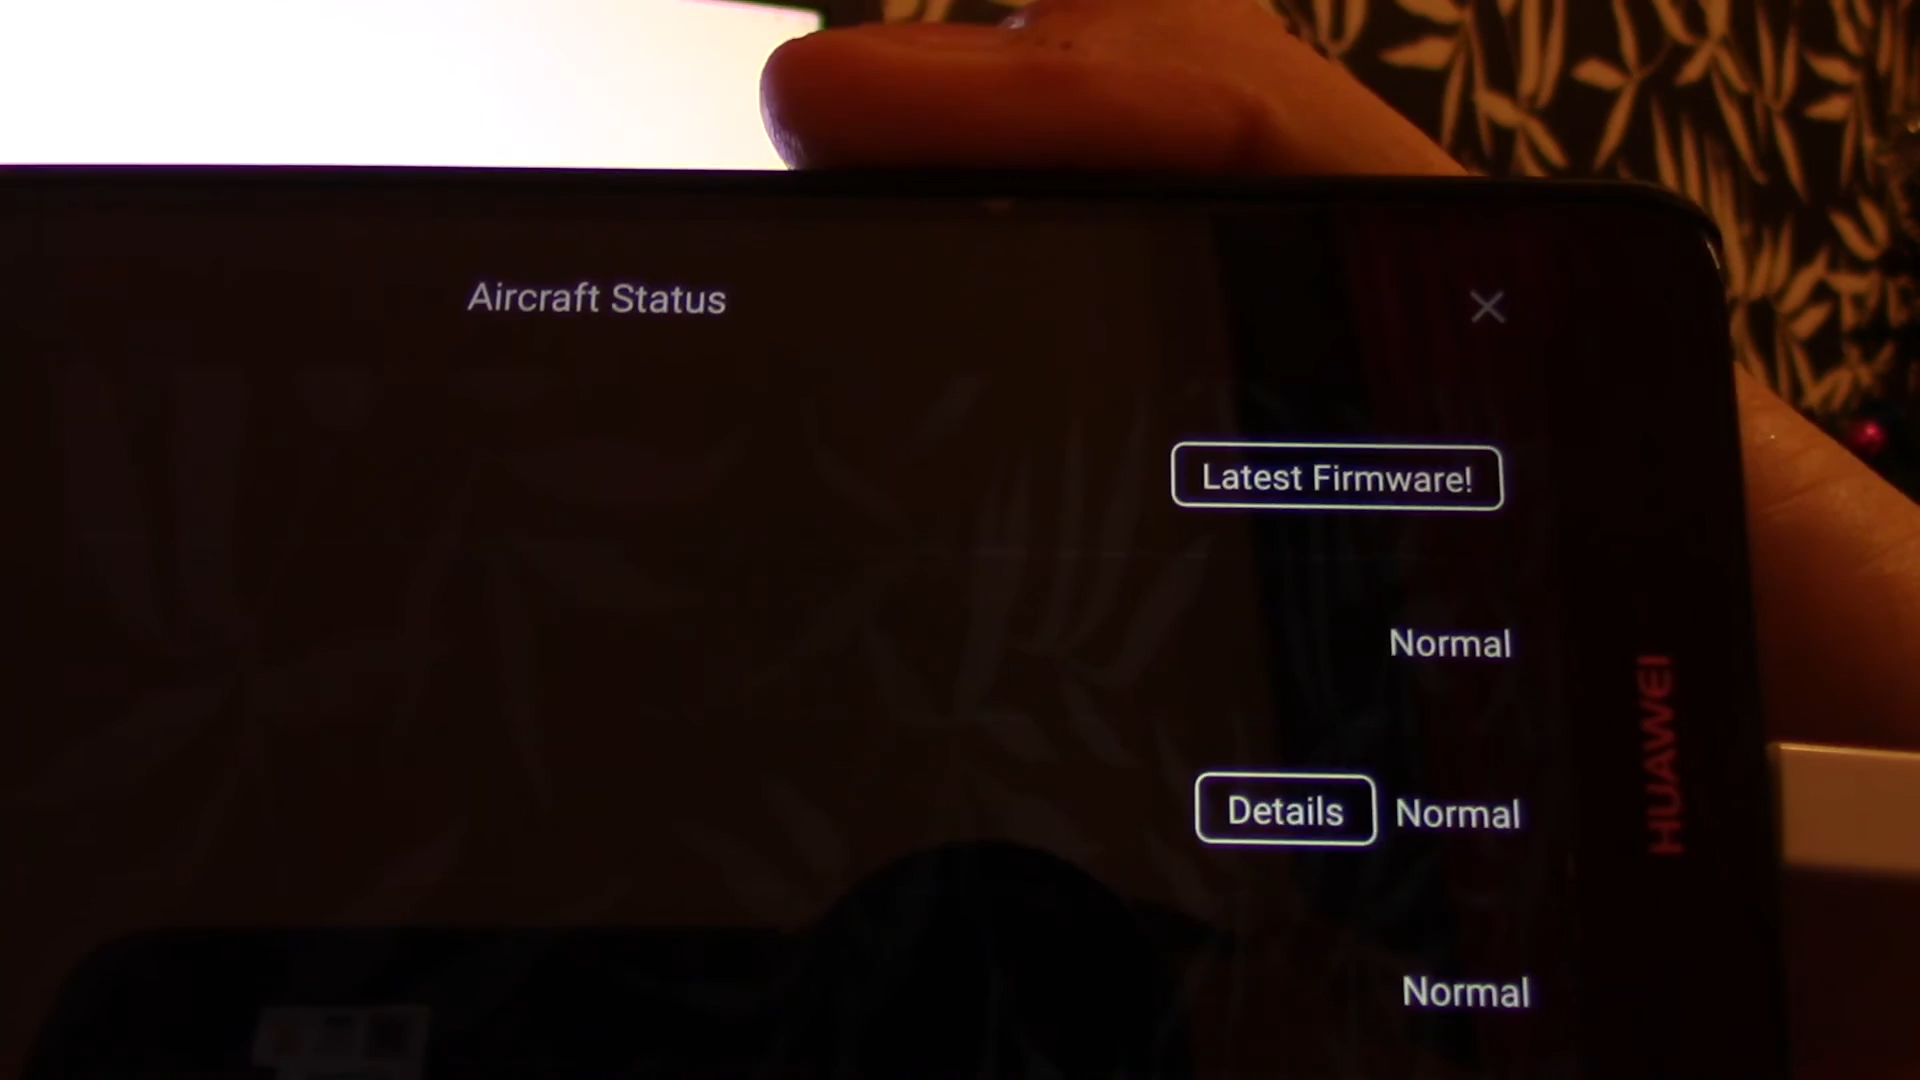 Aircraft Status
Latest Firmware!
Normal
Details Normal
Normal
HUAWEI